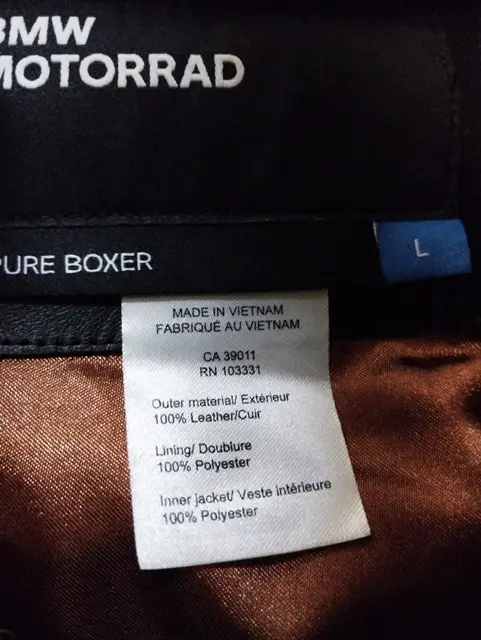 BMW
MOTORRAD
PURE BOXER
L
MADE IN VIETNAM
FABRIQUÉ AU VIETNAM
CA 39011
RN 103331
Outer material/ Extérieur
100% Leather/Cuir
Lining/ Doublure
100% Polyester
Inner jacket/ Veste intérieure
100% Polyester